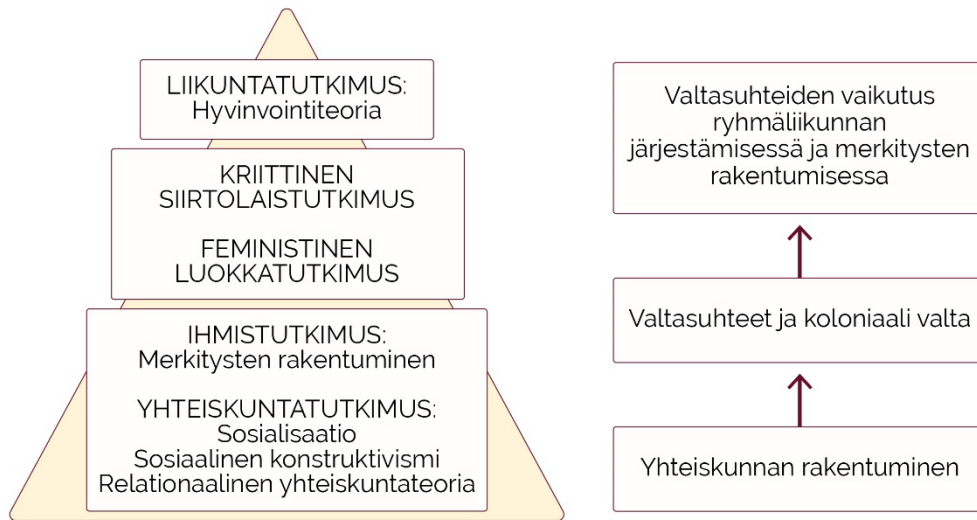 LIIKUNTATUTKIMUS:
Hyvinvointiteoria
KRIITTINEN
SIIRTOLAISTUTKIMUS
FEMINISTINEN
LUOKKATUTKIMUS
IHMISTUTKIMUS:
Merkitysten rakentuminen
YHTEISKUNTATUTKIMUS:
Sosialisaatio
Sosiaalinen konstruktivismi
Relationaalinen yhteiskuntateoria
Valtasuhteiden vaikutus
ryhmäliikunnan
järjestämisessä ja merkitysten
rakentumisessa
Valtasuhteet ja koloniaali valta
Yhteiskunnan rakentuminen